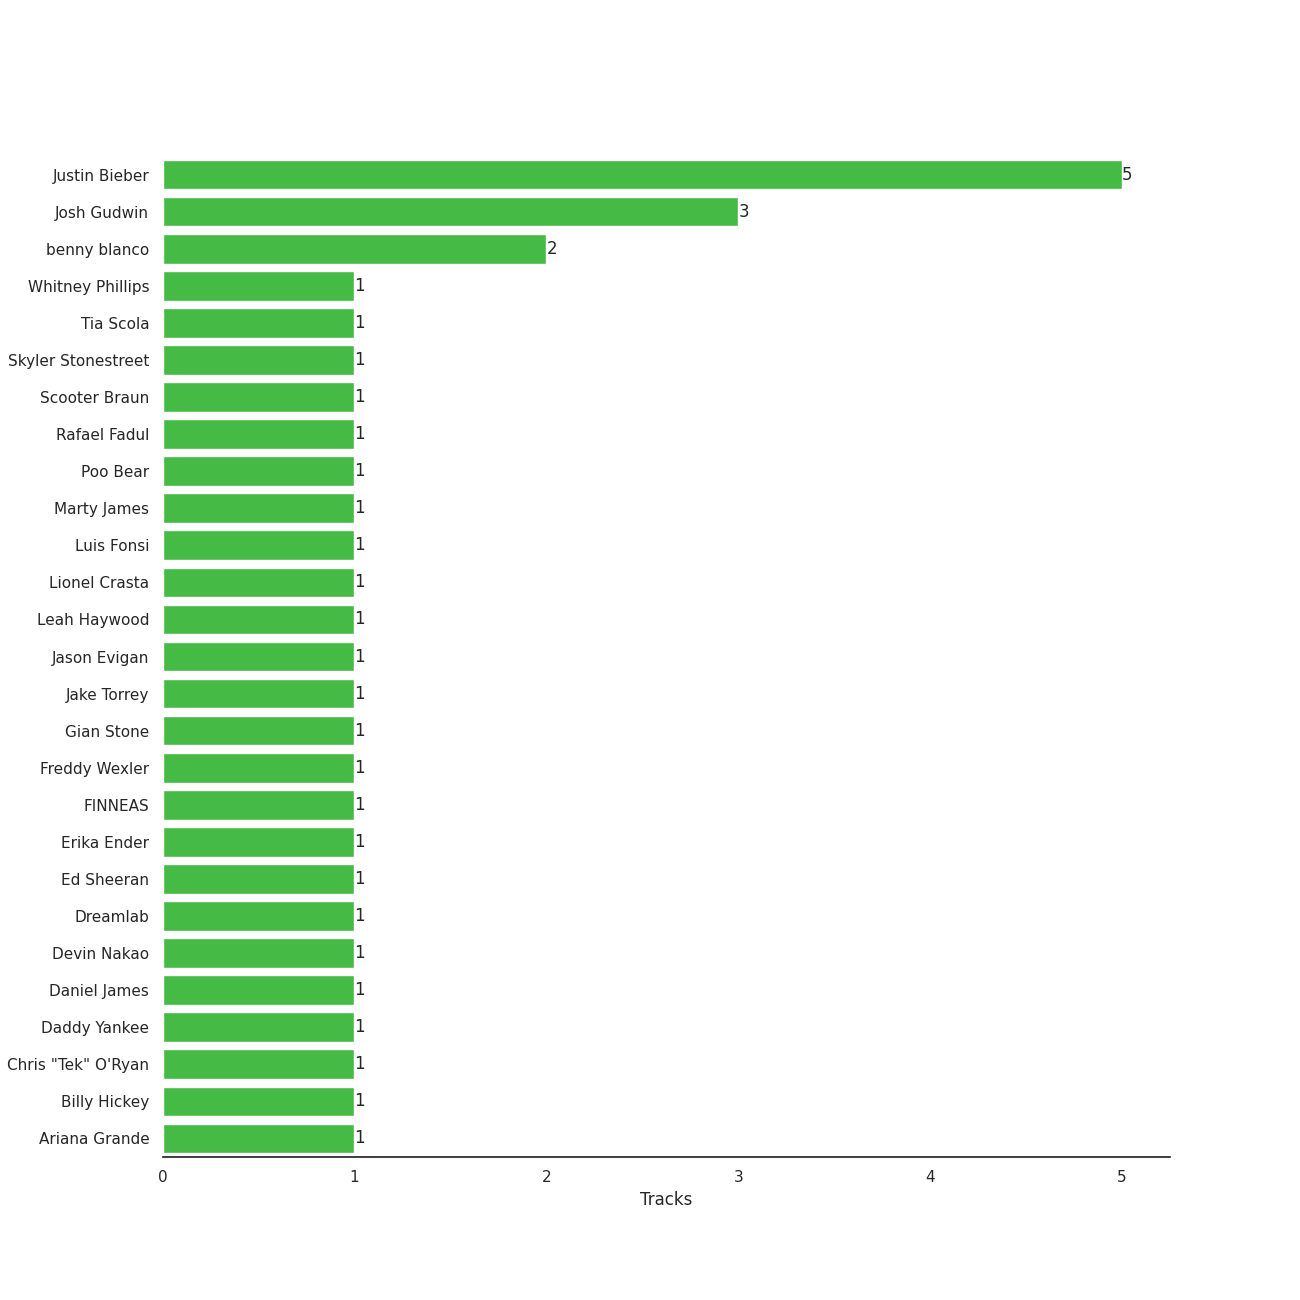 Justin Bieber 5
Josh Gudwin 3
benny blanco 2
Whitney Phillips 1
Tia Scola 1
Skyler Stonestreet 1
Scooter Braun 1
Rafael Fadul 1
Poo Bear 1
Marty James 1
Luis Fonsi 1
Lionel Crasta 1
Leah Haywood 1
Jason Evigan 1
Jake Torrey 1
Gian Stone 1
Freddy Wexler 1
FINNEAS 1
Erika Ender 1
Ed Sheeran 1
Dreamlab 1
Devin Nakao 1
Daniel James 1
Daddy Yankee 1
Chris "Tek" O'Ryan 1
Billy Hickey 1
Ariana Grande 1
0 1 2 3 4 5
Tracks